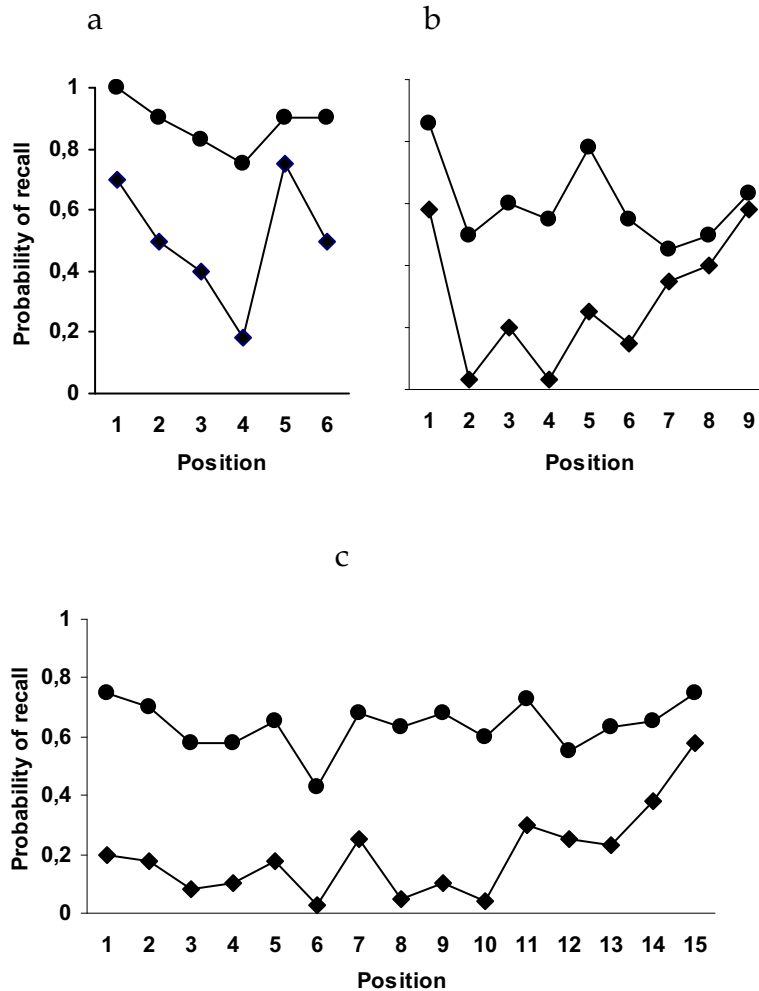 a
1
0,8
0,6
0,4
0,2
0
Probability of recall
1 2 3 4 5 6
Position
b
1 2 3 4 5 6 7 8 9
Position
c
1
0,8
0,6
0,4
0,2
0
Probability of recall
1 2 3 4 5 6 7 8 9 10 11 12 13 14 15
Position